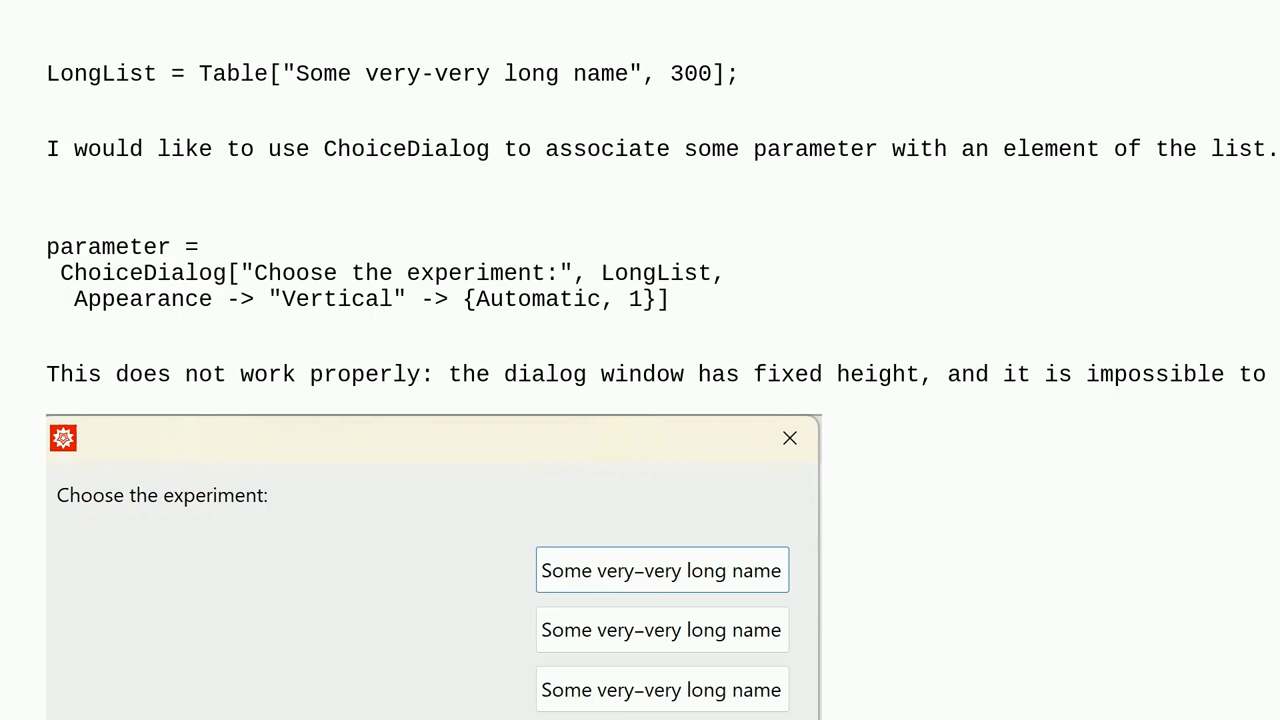 LongList = Table["Some very-very long name", 300];
I would like to use ChoiceDialog to associate some parameter with an element of the list.
parameter =
ChoiceDialog["Choose the experiment:", LongList,
Appearance -> "Vertical" -> {Automatic, 1}]
This does not work properly: the dialog window has fixed height, and it is impossible to
Choose the experiment:
Some very–very long name
Some very–very long name
Some very–very long name